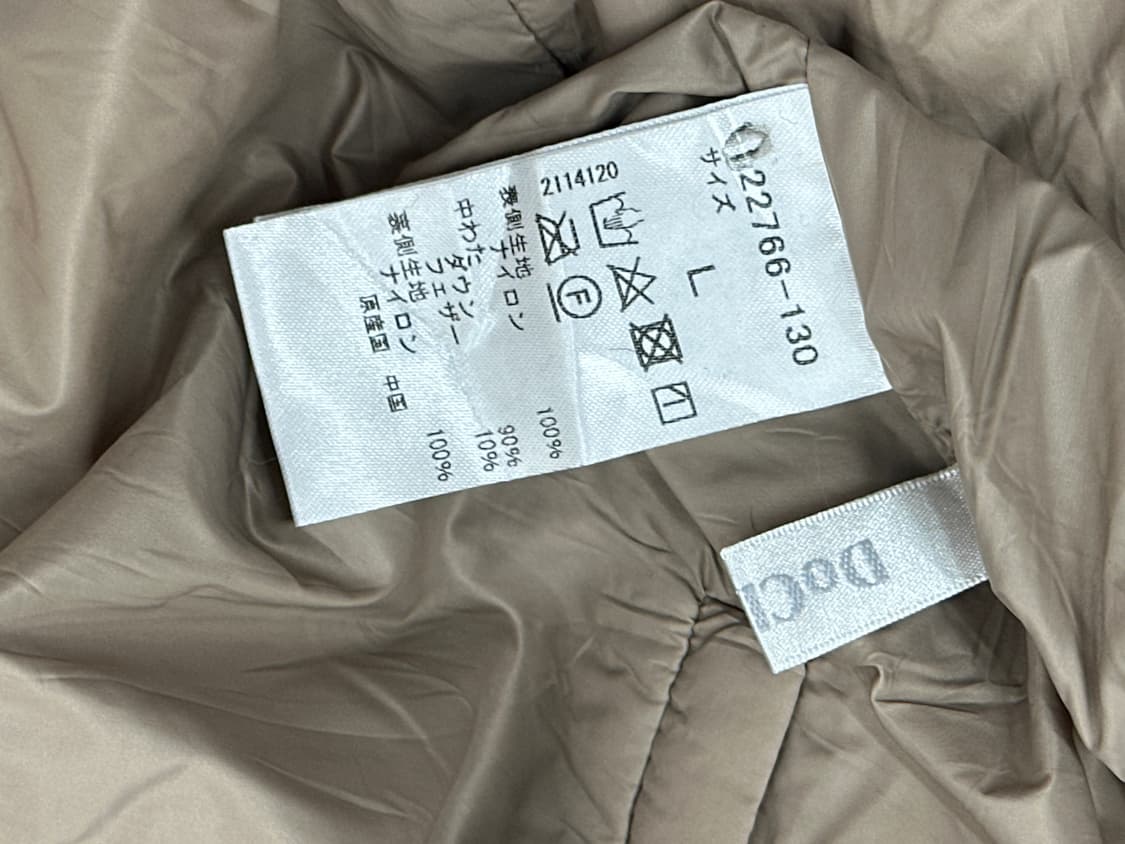 22766-130
サイズ L
2114120
F
表側生地
ナイロン 100%
中わた
ダウン 90%
フェザー 10%
裏側生地
ナイロン 100%
原産国 中国
DoCl